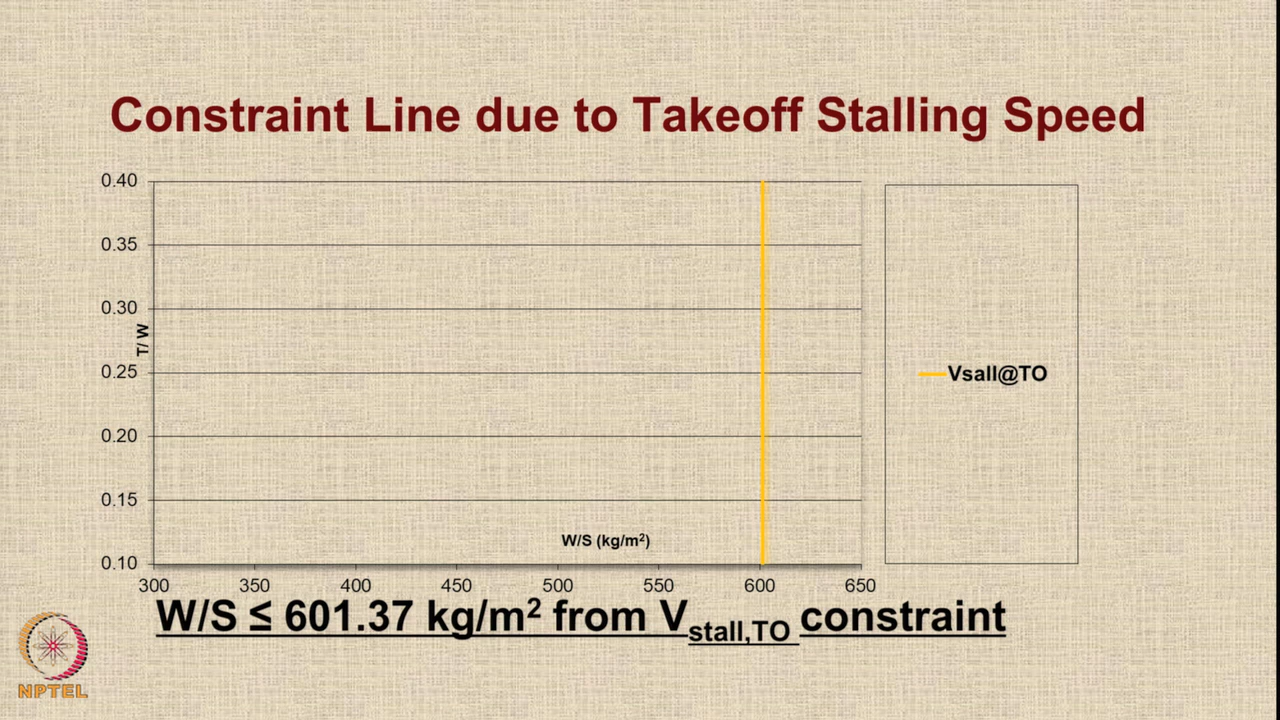 Constraint Line due to Takeoff Stalling Speed
0.40
0.35
0.30
T/ W
0.25
0.20
0.15
0.10
W/S (kg/m²)
300 350 400 450 500 550 600 650
Vsall@TO
W/S ≤ 601.37 kg/m² from Vstall,TO constraint
NPTEL